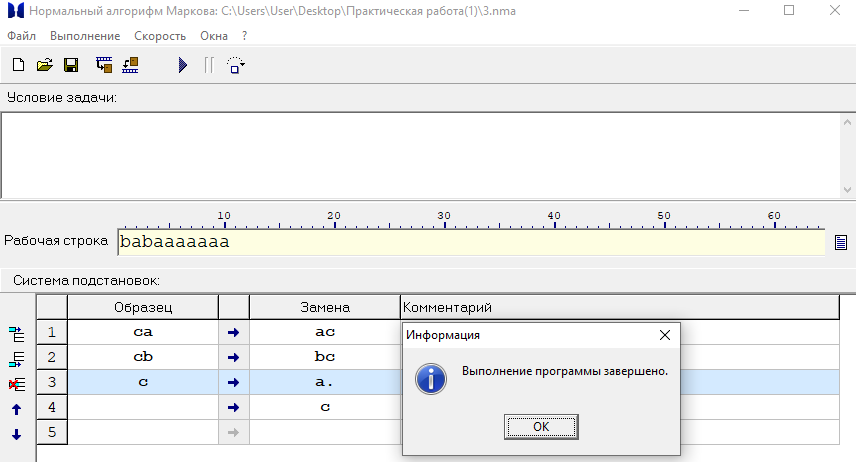 Нормальный алгорифм Маркова: C:\Users\User\Desktop\Практическая работа(1)\3.nma
Файл Выполнение Скорость Окна ?
Условие задачи:
10 20 30 40 50 60
Рабочая строка babaaaaaaa
Система подстановок:
Образец Замена Комментарий
1 ca ac
2 cb bc
3 c a.
4 c
5
Информация
Выполнение программы завершено.
OK